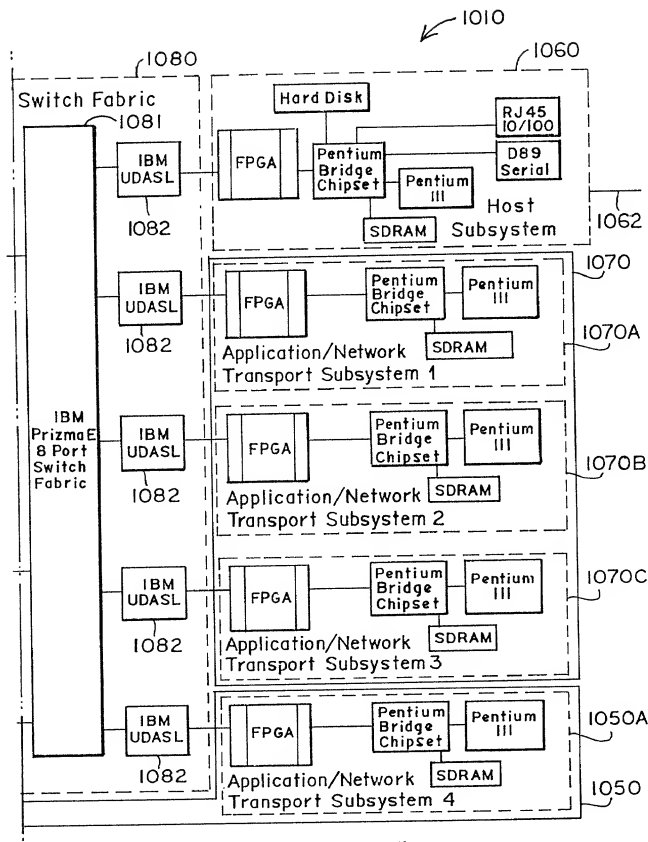 1010
1080
1060
Switch Fabric
1081
Hard Disk
RJ45
10/100
IBM
UDASL
FPGA
Pentium
Bridge
Chipset
D89
Serial
Pentium
III
Host
Subsystem
1082
SDRAM
1062
1070
IBM
UDASL
FPGA
Pentium
Bridge
Chipset
Pentium
III
1082
SDRAM
1070A
Application/Network
Transport Subsystem 1
IBM
PrizmaE
8 Port
Switch
Fabric
IBM
UDASL
FPGA
Pentium
Bridge
Chipset
Pentium
III
1070B
1082
SDRAM
Application/Network
Transport Subsystem 2
IBM
UDASL
FPGA
Pentium
Bridge
Chipset
Pentium
III
1070C
1082
SDRAM
Application/Network
Transport Subsystem 3
IBM
UDASL
FPGA
Pentium
Bridge
Chipset
Pentium
III
1050A
1082
SDRAM
Application/Network
Transport Subsystem 4
1050